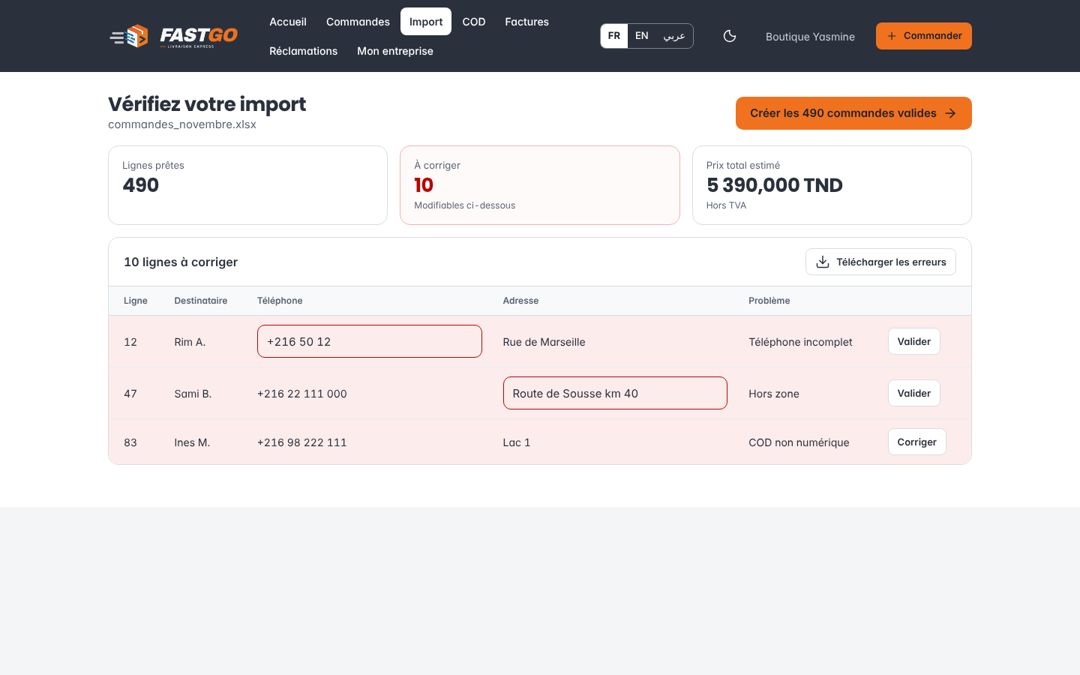 FASTGO
LIVRAISON EXPRESS
Accueil Commandes Import COD Factures
Réclamations Mon entreprise
FR EN عربي
Boutique Yasmine
+ Commander
Vérifiez votre import
commandes_novembre.xlsx
Créer les 490 commandes valides →
Lignes prêtes
490
À corriger
10
Modifiables ci-dessous
Prix total estimé
5 390,000 TND
Hors TVA
10 lignes à corriger
Télécharger les erreurs
Ligne Destinataire Téléphone Adresse Problème
12 Rim A. +216 50 12 Rue de Marseille Téléphone incomplet Valider
47 Sami B. +216 22 111 000 Route de Sousse km 40 Hors zone Valider
83 Ines M. +216 98 222 111 Lac 1 COD non numérique Corriger